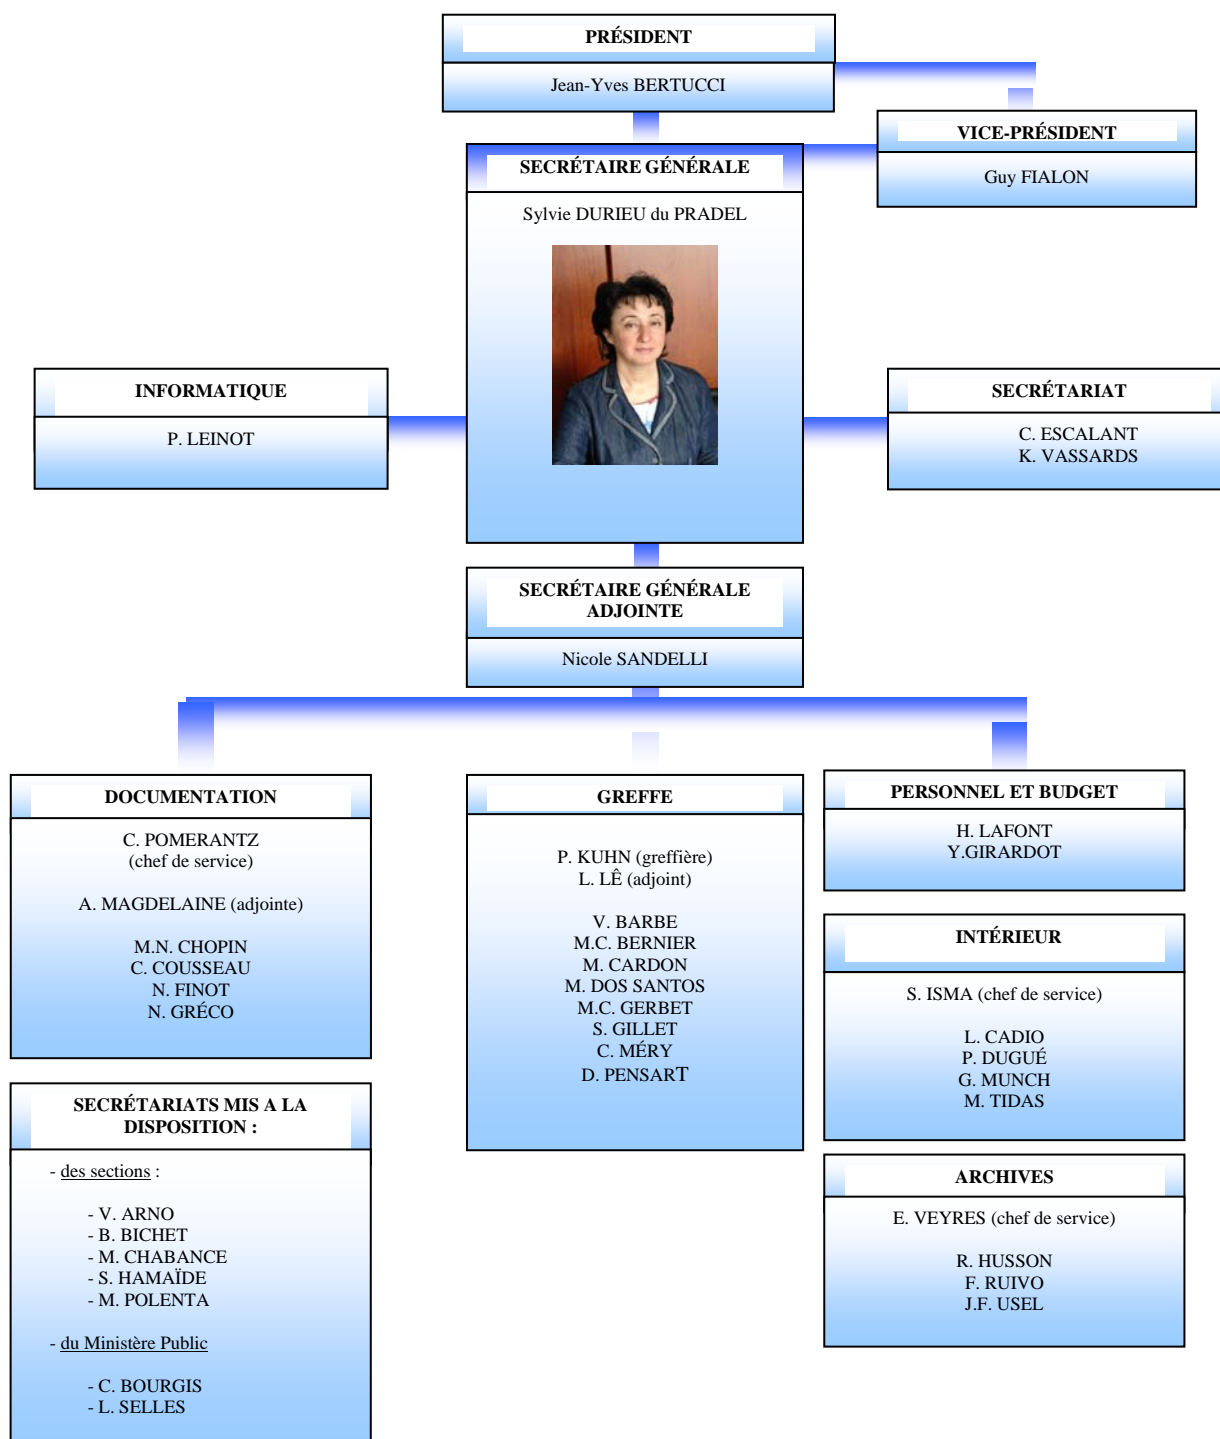 PRÉSIDENT
Jean-Yves BERTUCCI
VICE-PRÉSIDENT
Guy FIALON
SECRÉTAIRE GÉNÉRALE
Sylvie DURIEU du PRADEL
INFORMATIQUE
P. LEINOT
SECRÉTARIAT
C. ESCALANT
K. VASSARDS
SECRÉTAIRE GÉNÉRALE
ADJOINTE
Nicole SANDELLI
DOCUMENTATION
C. POMERANTZ
(chef de service)
A. MAGDELAINE (adjointe)
M.N. CHOPIN
C. COUSSEAU
N. FINOT
N. GRÉCO
SECRÉTARIATS MIS A LA
DISPOSITION :
- des sections :
- V. ARNO
- B. BICHET
- M. CHABANCE
- S. HAMAÏDE
- M. POLENTA
- du Ministère Public
- C. BOURGIS
- L. SELLES
GREFFE
P. KUHN (greffière)
L. LÊ (adjoint)
V. BARBE
M.C. BERNIER
M. CARDON
M. DOS SANTOS
M.C. GERBET
S. GILLET
C. MÉRY
D. PENSART
PERSONNEL ET BUDGET
H. LAFONT
Y.GIRARDOT
INTÉRIEUR
S. ISMA (chef de service)
L. CADIO
P. DUGUÉ
G. MUNCH
M. TIDAS
ARCHIVES
E. VEYRES (chef de service)
R. HUSSON
F. RUIVO
J.F. USEL